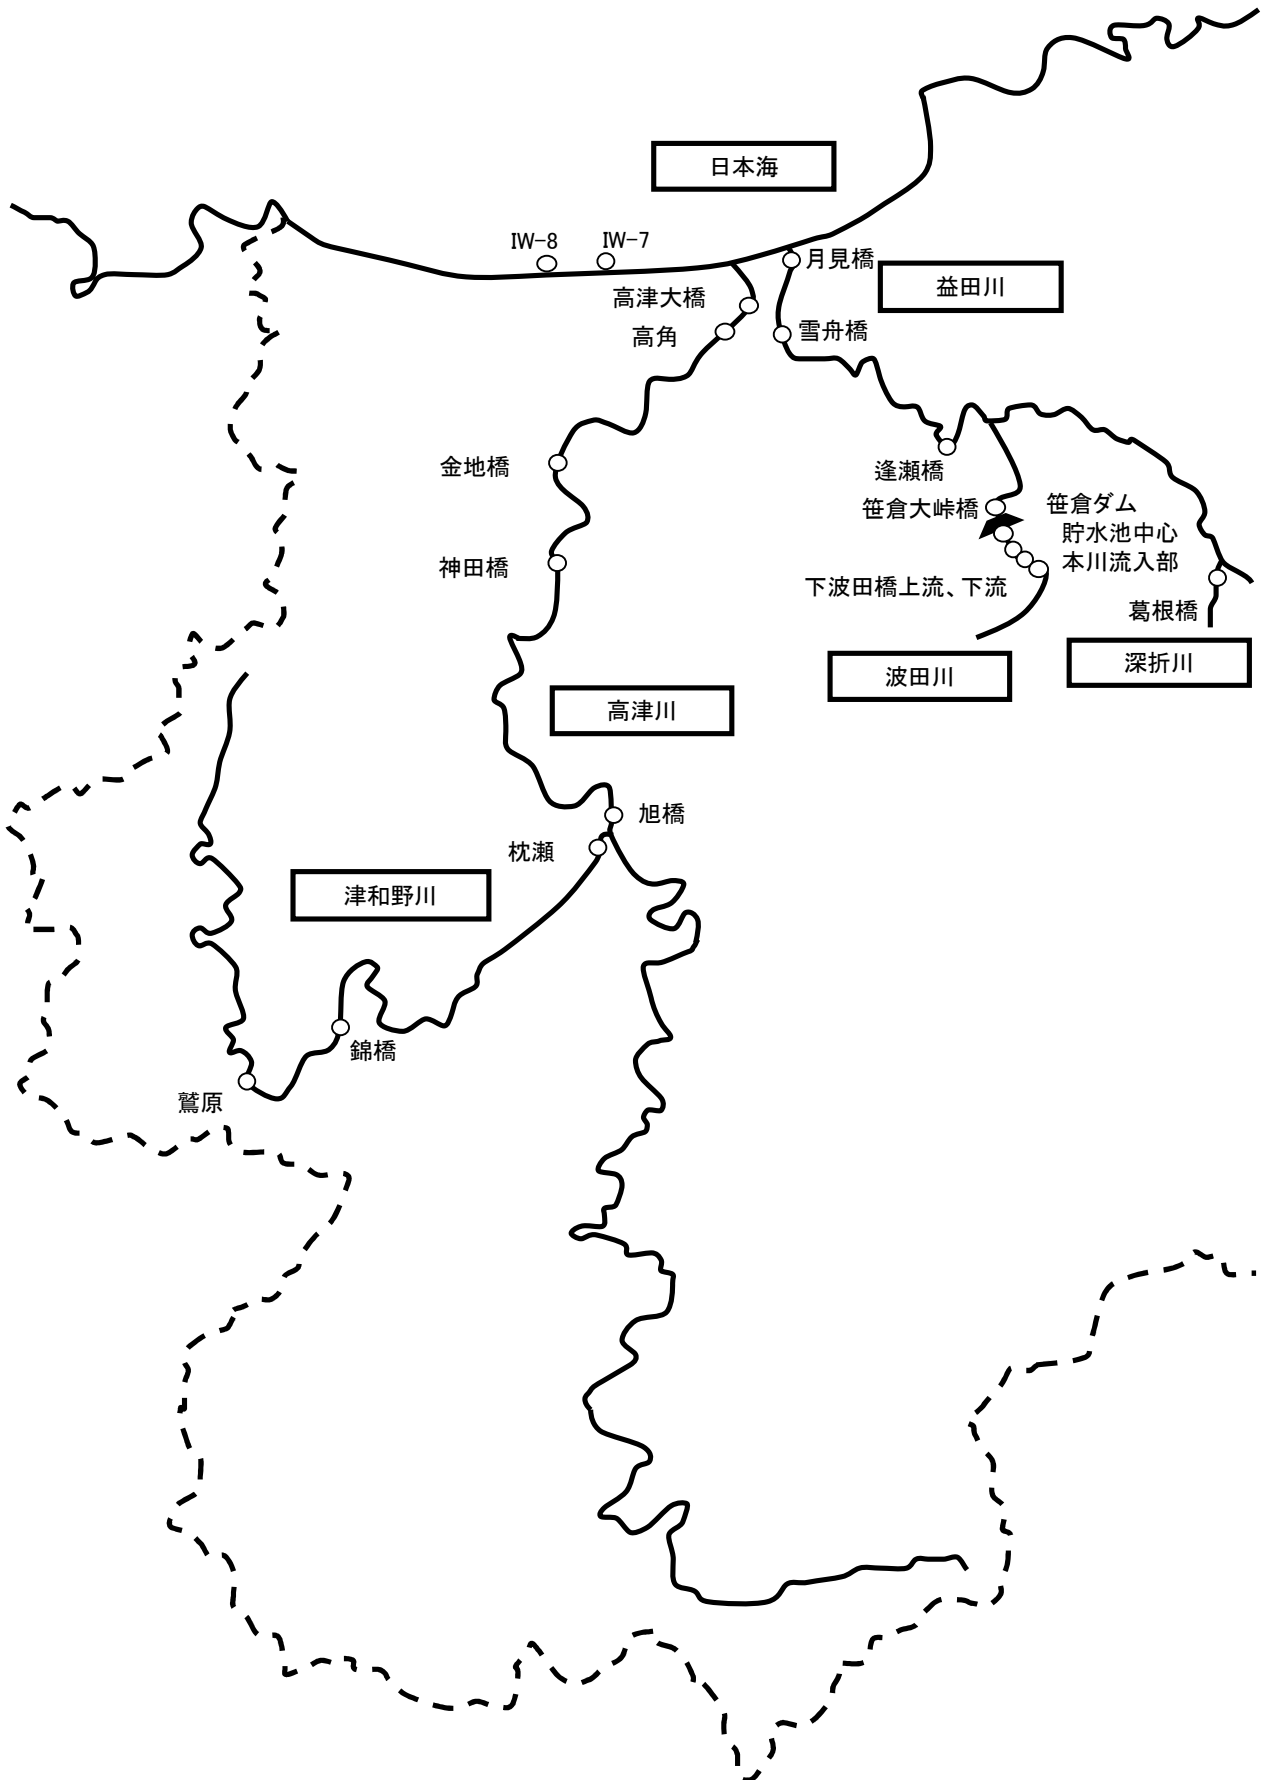 日本海
IW-8
IW-7
月見橋
益田川
高津大橋
高角
雪舟橋
金地橋
逢瀬橋
笹倉大峠橋
笹倉ダム
貯水池中心
本川流入部
神田橋
下波田橋上流、下流
葛根橋
波田川
深折川
高津川
旭橋
枕瀬
津和野川
錦橋
鷲原